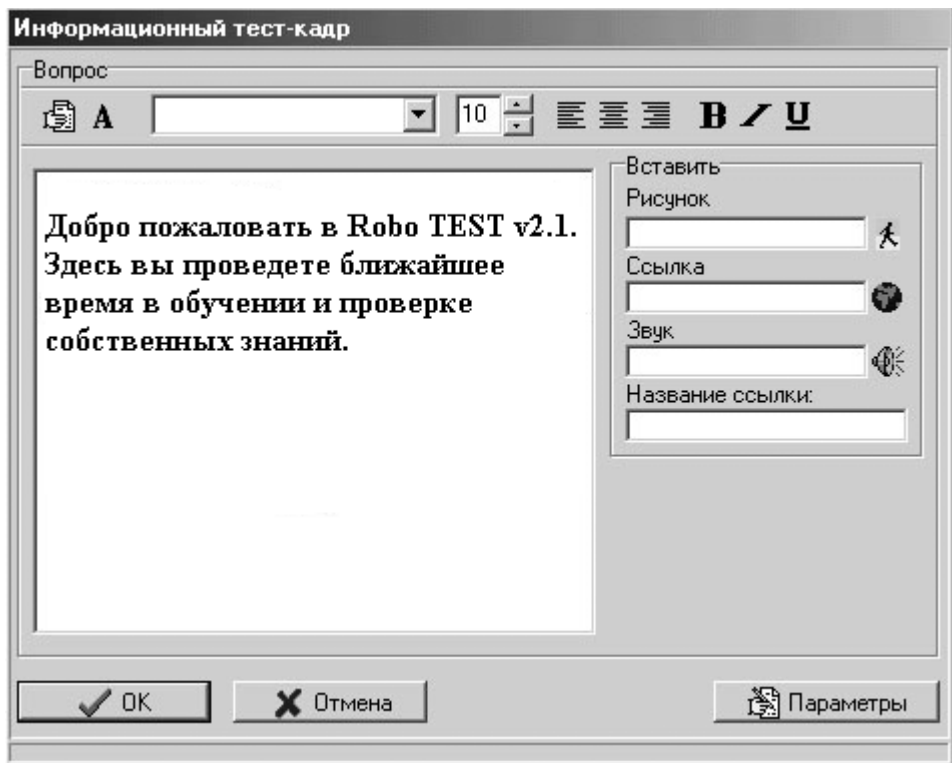 Информационный тест-кадр
Вопрос
A 10 B I U
Вставить
Рисунок
Добро пожаловать в Robo TEST v2.1.
Здесь вы проведете ближайшее
время в обучении и проверке
собственных знаний.
Ссылка
Звук
Название ссылки:
OK Отмена Параметры